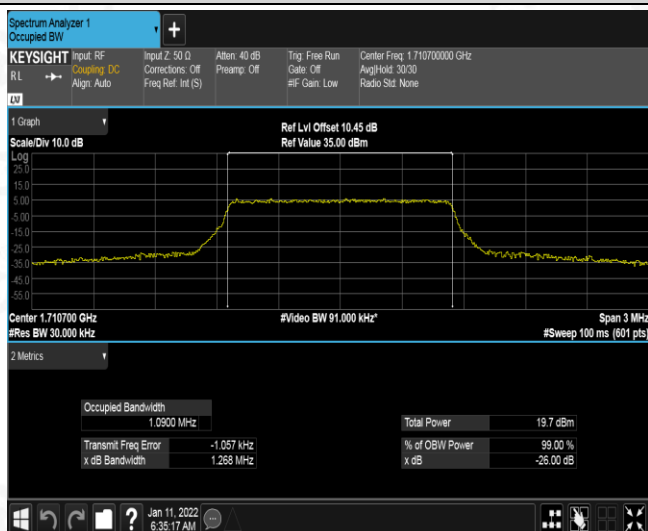 Spectrum Analyzer 1
Occupied BW
+
KEYSIGHT
RL
LXI
Input: RF
Coupling: DC
Align: Auto
Input Z: 50 Ω
Corrections: Off
Freq Ref: Int (S)
Atten: 40 dB
Preamp: Off
Trig: Free Run
Gate: Off
#IF Gain: Low
Center Freq: 1.710700000 GHz
Avg|Hold: 30/30
Radio Std: None
1 Graph
Scale/Div 10.0 dB
Ref Lvl Offset 10.45 dB
Ref Value 35.00 dBm
Log
25.0
15.0
5.00
-5.00
-15.0
-25.0
-35.0
-45.0
-55.0
Center 1.710700 GHz
#Res BW 30.000 kHz
#Video BW 91.000 kHz*
Span 3 MHz
#Sweep 100 ms (601 pts)
2 Metrics
Occupied Bandwidth
1.0900 MHz
Transmit Freq Error -1.057 kHz
x dB Bandwidth 1.268 MHz
Total Power 19.7 dBm
% of OBW Power 99.00 %
x dB -26.00 dB
?
Jan 11, 2022
6:35:17 AM